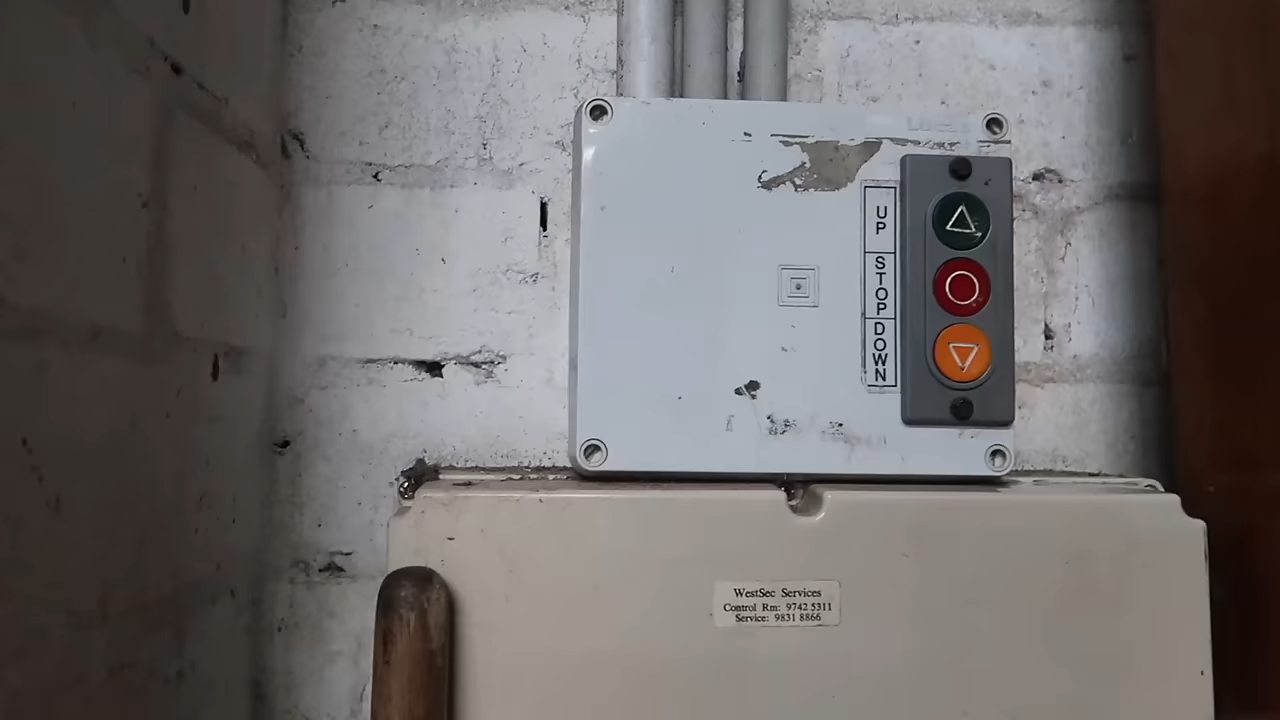 UP
STOP
DOWN
WestSec Services
Control Rm: 9742 5311
Service: 9831 8866